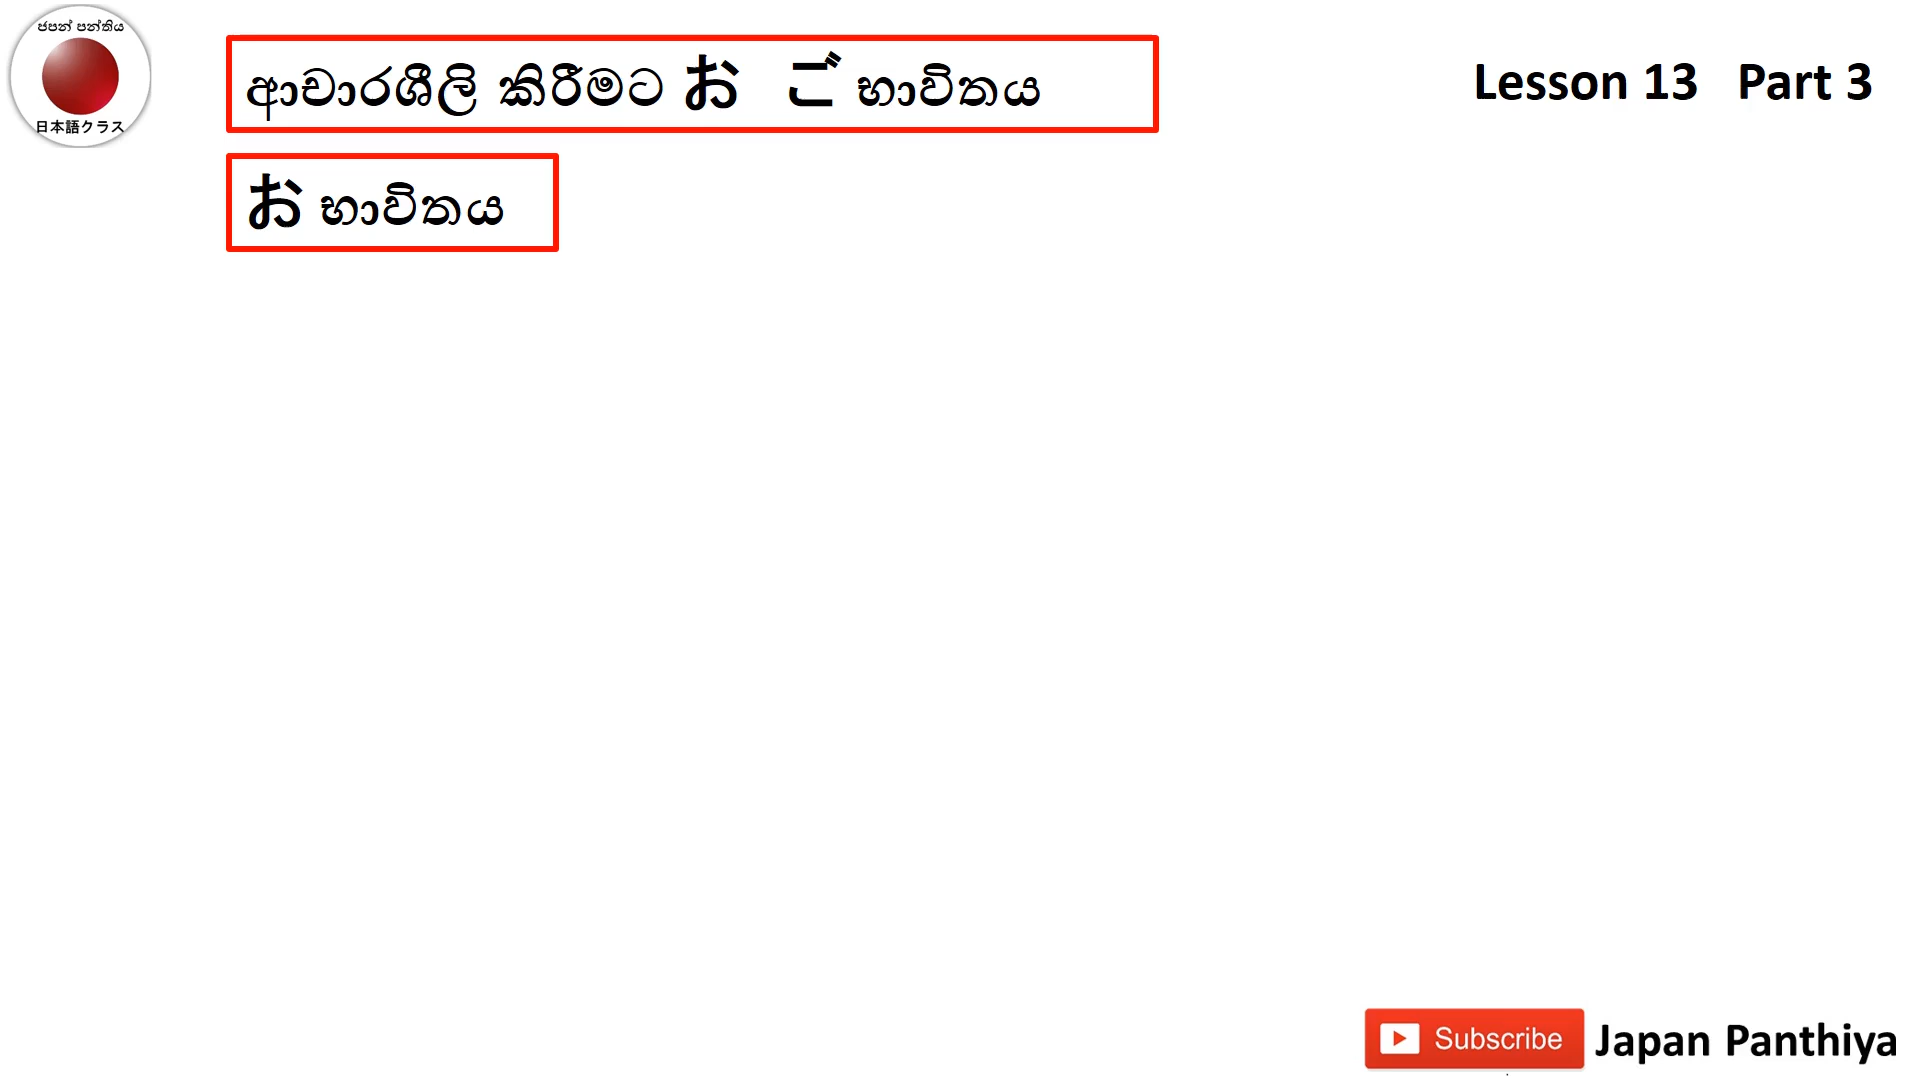 ජපන් පන්තිය
日本語クラス
ආචාරශීලි කිරීමට お ご භාවිතය
Lesson 13 Part 3
お භාවිතය
Subscribe
Japan Panthiya